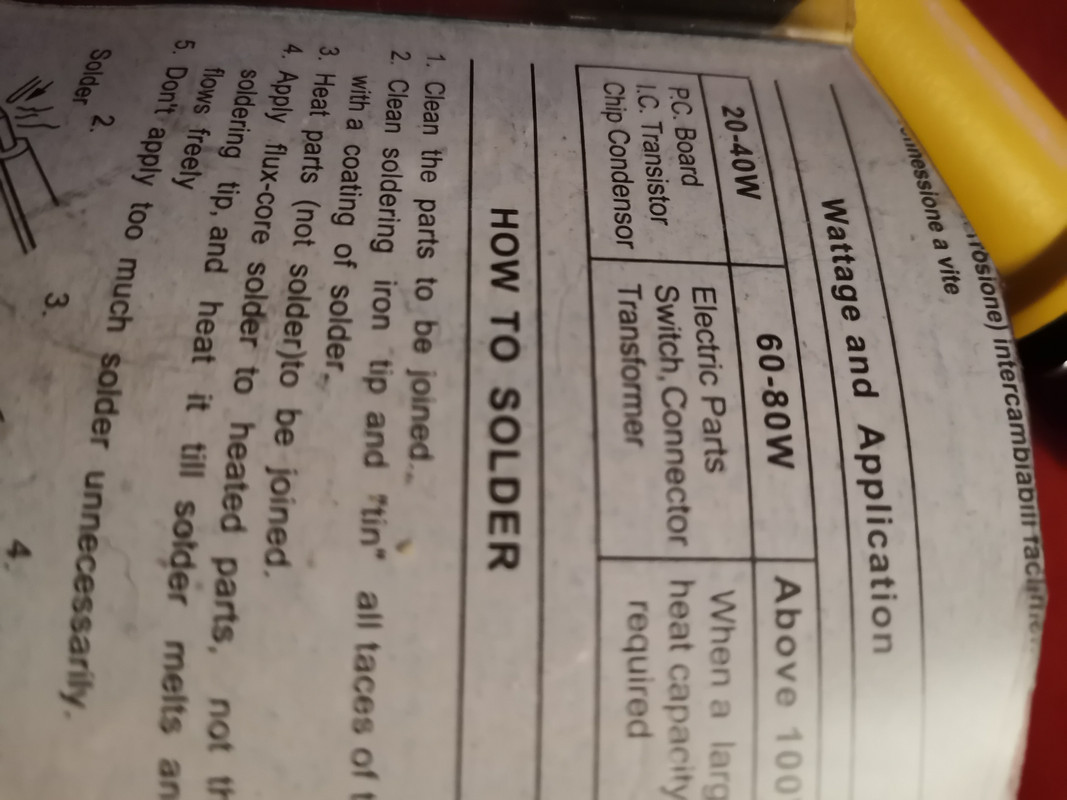 intercambiabili
connessione a vite
Wattage and Application
20-40W 60-80W Above 100
P.C. Board Electric Parts When a larg
I.C. Transistor Switch, Connector heat capacity
Chip Condensor Transformer required
HOW TO SOLDER
1. Clean the parts to be joined.
2. Clean soldering iron tip and "tin" all taces of t
with a coating of solder.
3. Heat parts (not solder)to be joined.
4. Apply flux-core solder to heated parts, not th
soldering tip, and heat it till solder melts an
flows freely
5. Don't apply too much solder unnecessarily.
Solder 2. 3. 4.